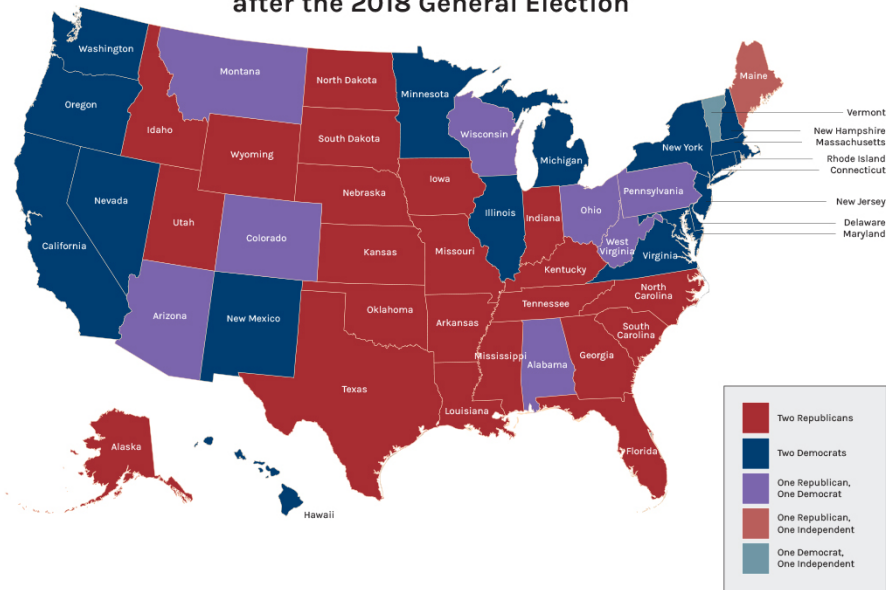 after the 2018 General Election
Washington
Montana
North Dakota
Minnesota
Maine
Oregon
Idaho
Wisconsin
Vermont
New Hampshire
Massachusetts
South Dakota
Wyoming
Michigan
New York
Rhode Island
Connecticut
Iowa
Nebraska
Pennsylvania
Nevada
Utah
Illinois
Indiana
Ohio
New Jersey
Colorado
California
Kansas
Missouri
West
Virginia
Virginia
Delaware
Maryland
Kentucky
North
Carolina
Tennessee
Arizona
New Mexico
Oklahoma
Arkansas
South
Carolina
Mississippi
Alabama
Georgia
Texas
Louisiana
Florida
Alaska
Hawaii
Two Republicans
Two Democrats
One Republican,
One Democrat
One Republican,
One Independent
One Democrat,
One Independent